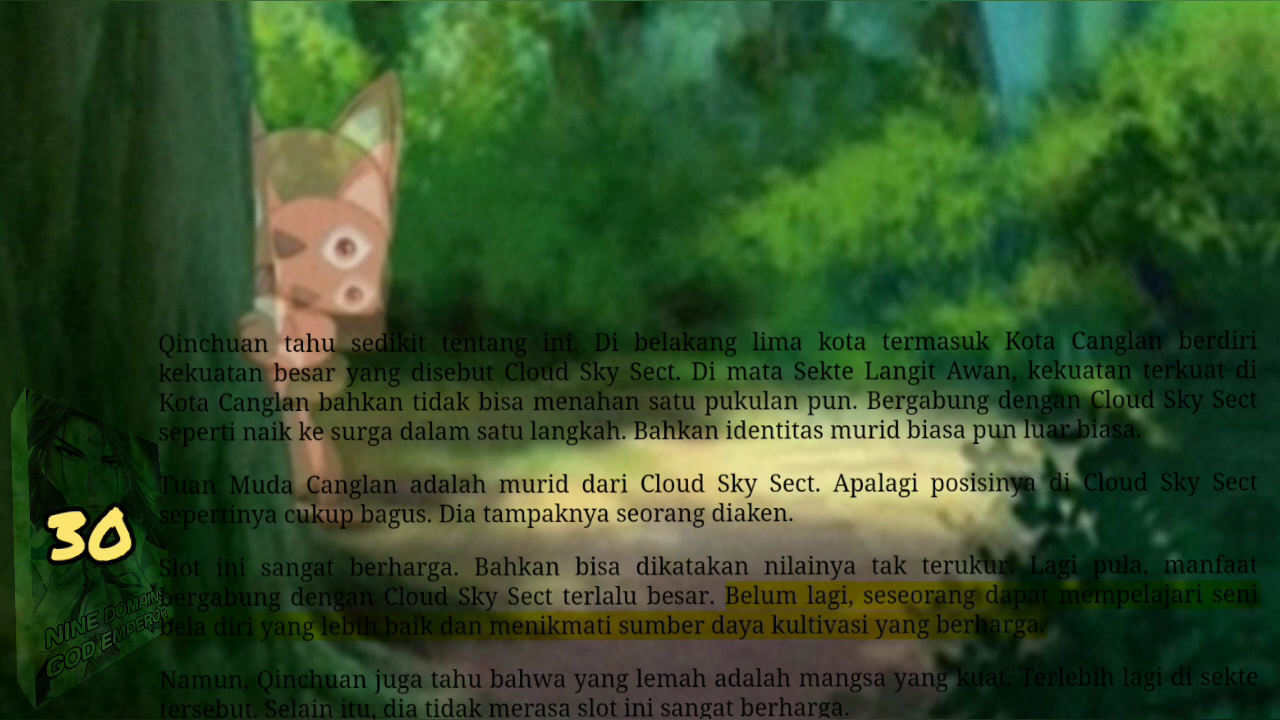 Qinchuan tahu sedikit tentang ini. Di belakang lima kota termasuk Kota Canglan berdiri
kekuatan besar yang disebut Cloud Sky Sect. Di mata Sekte Langit Awan, kekuatan terkuat di
Kota Canglan bahkan tidak bisa menahan satu pukulan pun. Bergabung dengan Cloud Sky Sect
seperti naik ke surga dalam satu langkah. Bahkan identitas murid biasa pun luar biasa.
Tuan Muda Canglan adalah murid dari Cloud Sky Sect. Apalagi posisinya di Cloud Sky Sect
sepertinya cukup bagus. Dia tampaknya seorang diaken.
Slot ini sangat berharga. Bahkan bisa dikatakan nilainya tak terukur. Lagi pula, manfaat
bergabung dengan Cloud Sky Sect terlalu besar. Belum lagi, seseorang dapat mempelajari seni
bela diri yang lebih baik dan menikmati sumber daya kultivasi yang berharga.
Namun, Qinchuan juga tahu bahwa yang lemah adalah mangsa yang kuat. Terlebih lagi di sekte
tersebut. Selain itu, dia tidak merasa slot ini sangat berharga.
30
NINE DOMAINS
GOD EMPEROR